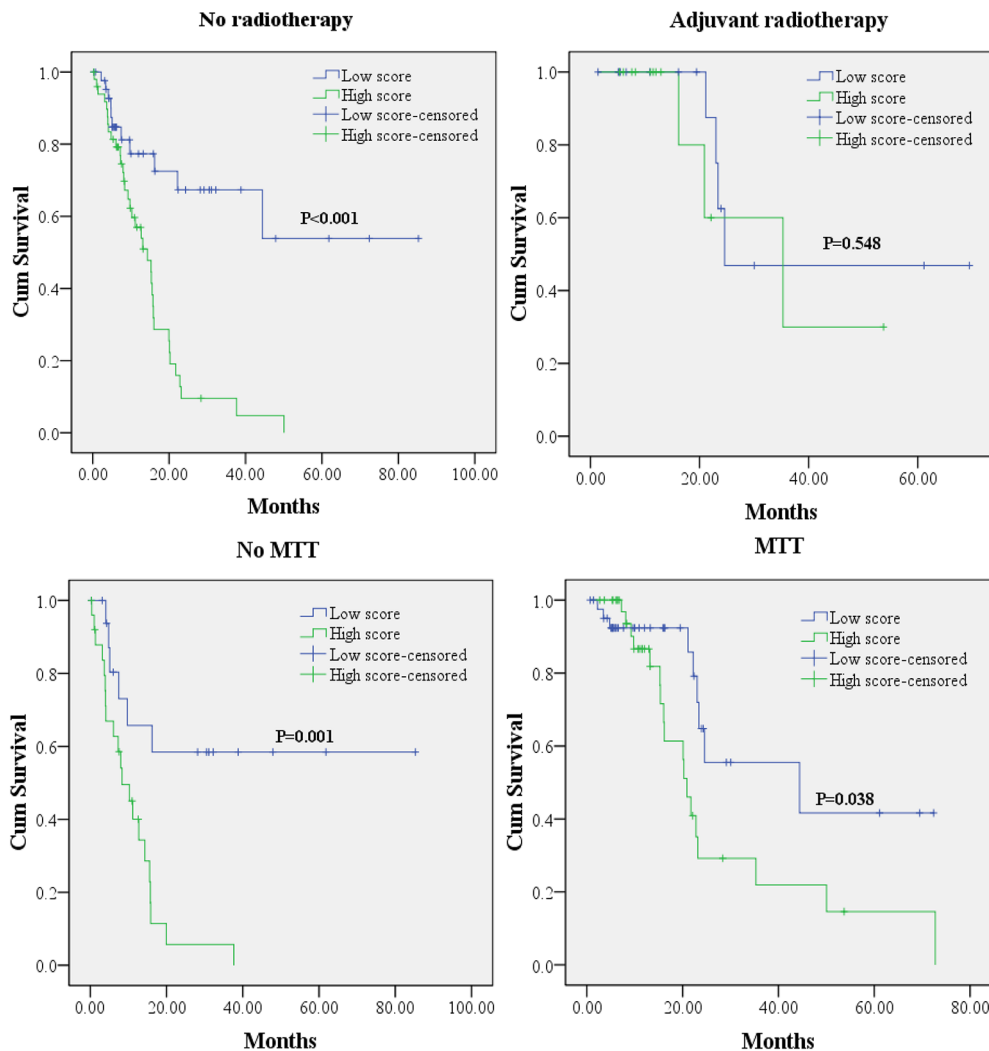 No radiotherapy
1.0
0.8
0.6
0.4
0.2
0.0
Cum Survival
Low score
High score
Low score-censored
High score-censored
P<0.001
0.00 20.00 40.00 60.00 80.00 100.00
Months
Adjuvant radiotherapy
1.0
0.8
0.6
0.4
0.2
0.0
Cum Survival
Low score
High score
Low score-censored
High score-censored
P=0.548
0.00 20.00 40.00 60.00
Months
No MTT
1.0
0.8
0.6
0.4
0.2
0.0
Cum Survival
Low score
High score
Low score-censored
High score-censored
P=0.001
0.00 20.00 40.00 60.00 80.00 100.00
Months
MTT
1.0
0.8
0.6
0.4
0.2
0.0
Cum Survival
Low score
High score
Low score-censored
High score-censored
P=0.038
0.00 20.00 40.00 60.00 80.00
Months